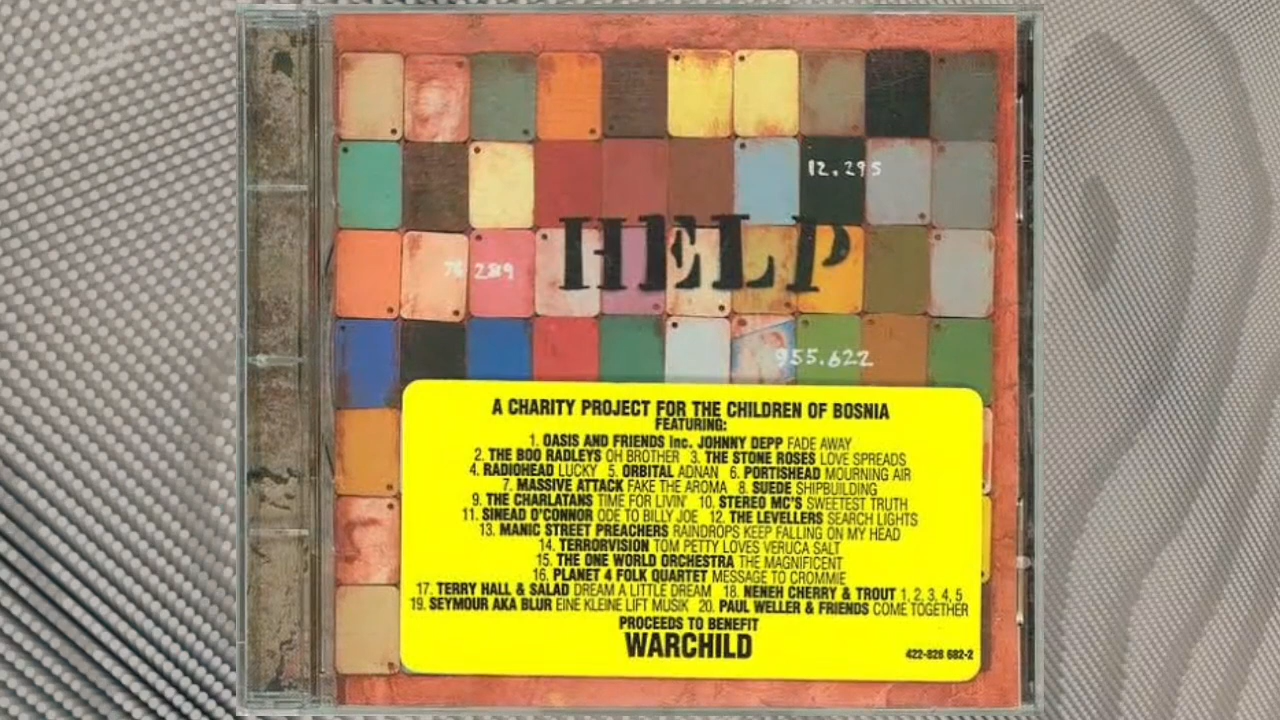 12.295
HELP
289
955.622
A CHARITY PROJECT FOR THE CHILDREN OF BOSNIA
FEATURING:
1. OASIS AND FRIENDS Inc. JOHNNY DEPP FADE AWAY
2. THE BOO RADLEYS OH BROTHER 3. THE STONE ROSES LOVE SPREADS
4. RADIOHEAD LUCKY 5. ORBITAL ADNAN 6. PORTISHEAD MOURNING AIR
7. MASSIVE ATTACK FAKE THE AROMA 8. SUEDE SHIPBUILDING
9. THE CHARLATANS TIME FOR LIVIN' 10. STEREO MC'S SWEETEST TRUTH
11. SINEAD O'CONNOR ODE TO BILLY JOE 12. THE LEVELLERS SEARCH LIGHTS
13. MANIC STREET PREACHERS RAINDROPS KEEP FALLING ON MY HEAD
14. TERRORVISION TOM PETTY LOVES VERUCA SALT
15. THE ONE WORLD ORCHESTRA THE MAGNIFICENT
16. PLANET 4 FOLK QUARTET MESSAGE TO CROMMIE
17. TERRY HALL & SALAD DREAM A LITTLE DREAM 18. NENEH CHERRY & TROUT 1, 2, 3, 4, 5
19. SEYMOUR AKA BLUR EINE KLEINE LIFT MUSIK 20. PAUL WELLER & FRIENDS COME TOGETHER
PROCEEDS TO BENEFIT
WARCHILD
422-828 682-2